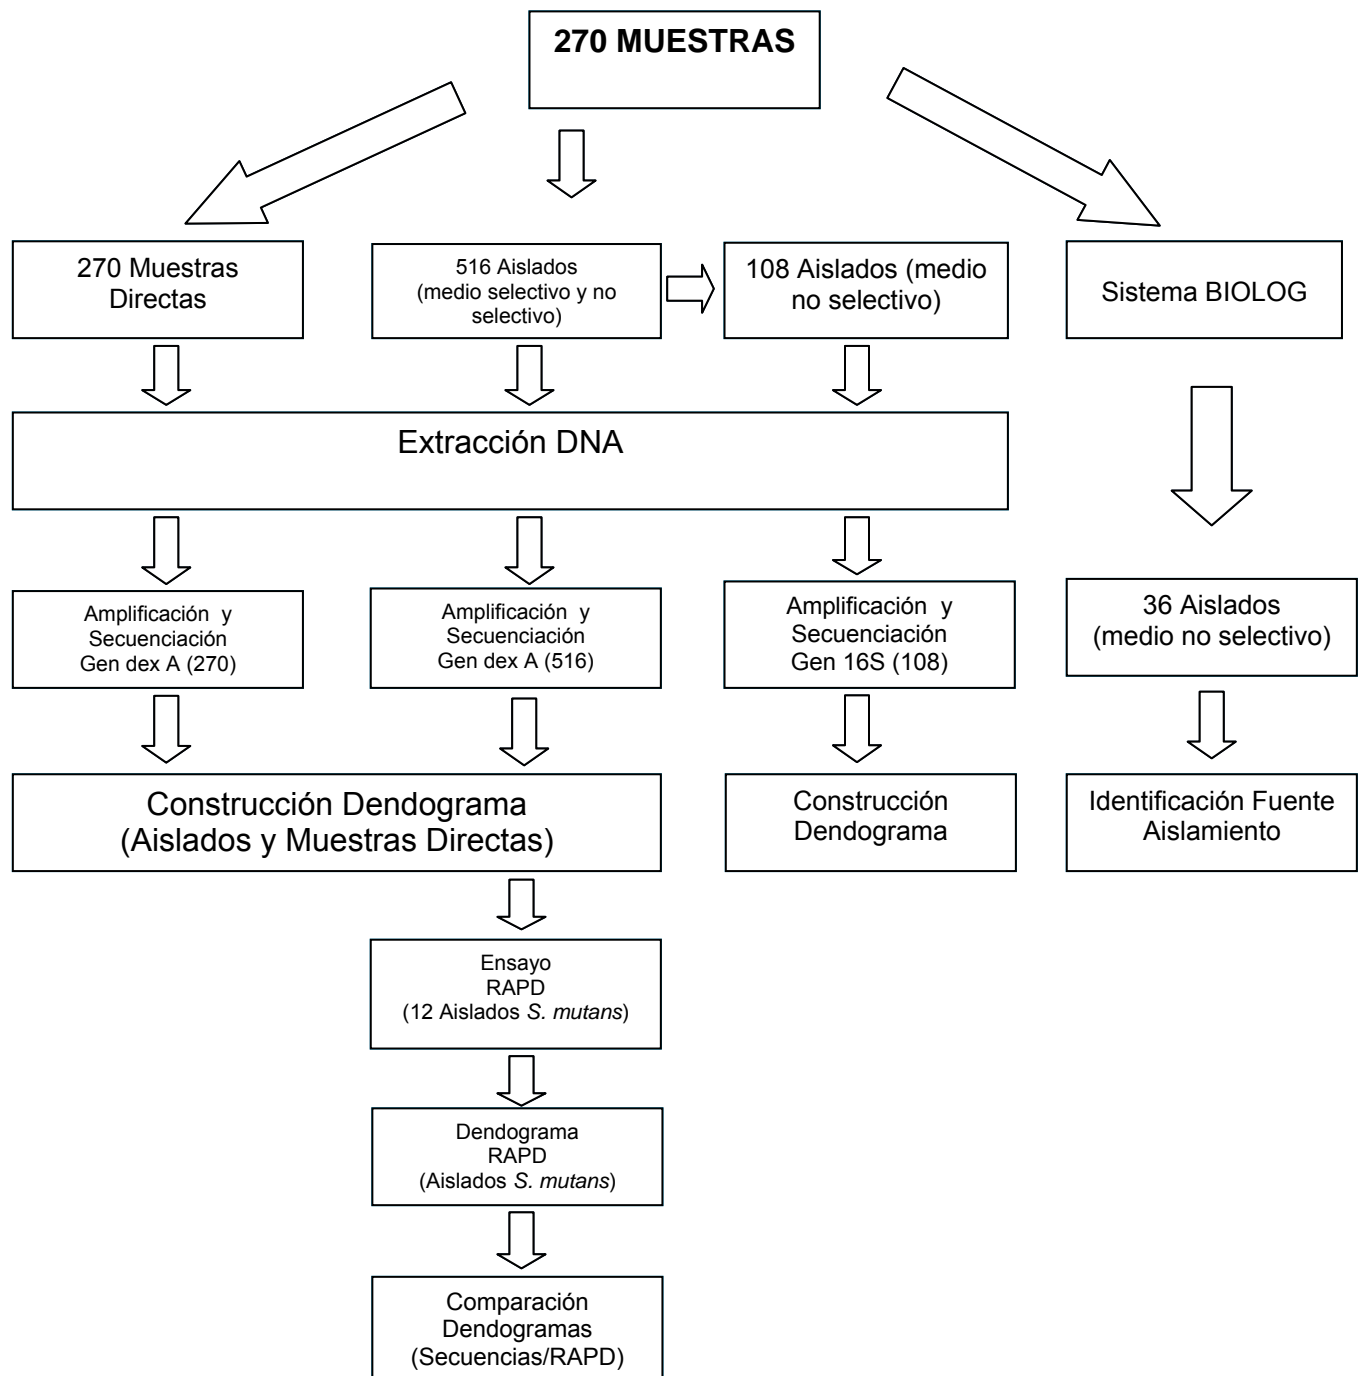 270 MUESTRAS
270 Muestras
Directas
516 Aislados
(medio selectivo y no
selectivo)
108 Aislados (medio
no selectivo)
Sistema BIOLOG
Extracción DNA
Amplificación y
Secuenciación
Gen dex A (270)
Amplificación y
Secuenciación
Gen dex A (516)
Amplificación y
Secuenciación
Gen 16S (108)
36 Aislados
(medio no selectivo)
Construcción Dendograma
(Aislados y Muestras Directas)
Construcción
Dendograma
Identificación Fuente
Aislamiento
Ensayo
RAPD
(12 Aislados S. mutans)
Dendograma
RAPD
(Aislados S. mutans)
Comparación
Dendogramas
(Secuencias/RAPD)